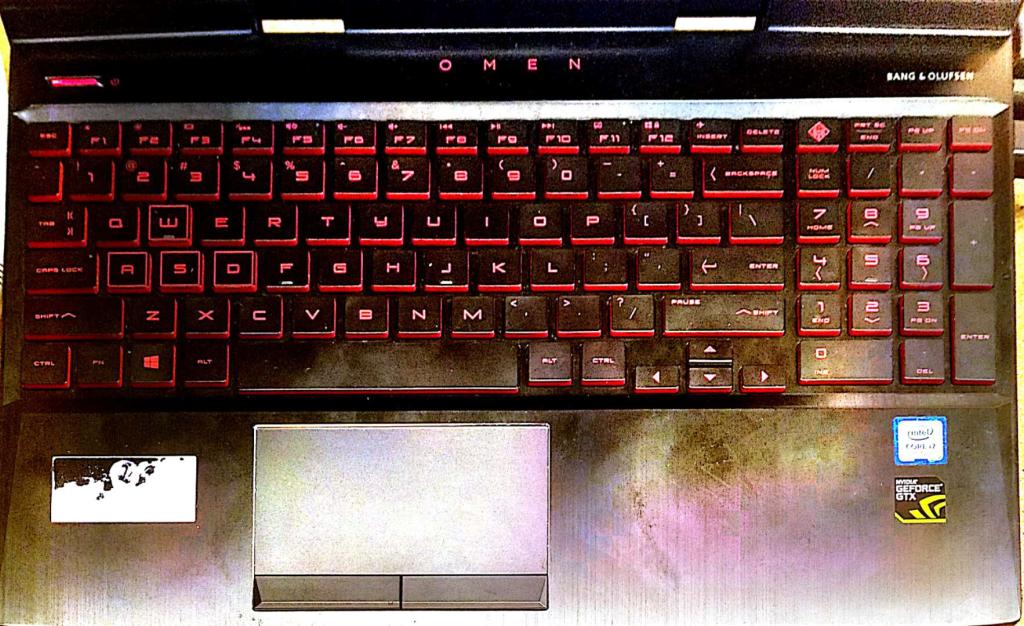 OMEN
BANG & OLUFSEN
ESC F1 F2 F3 F4 F5 F6 F7 F8 F9 F10 F11 F12 INSERT DELETE PRT SC END PG UP PG DN
1 @ 2 # 3 $ 4 % 5 ^ 6 & 7 * 8 ( 9 ) 0 _ - + = BACKSPACE NUM LOCK / * -
TAB Q W E R T Y U I O P { [ } ] | \ 7 HOME 8 9 PG UP +
CAPS LOCK A S D F G H J K L : ; " ' ENTER 4 5 6
SHIFT Z X C V B N M < , > . ? / PAUSE SHIFT 1 END 2 3 PG DN ENTER
CTRL FN ALT ALT CTRL 0 INS . DEL
intel
CORE i7
NVIDIA
GEFORCE
GTX